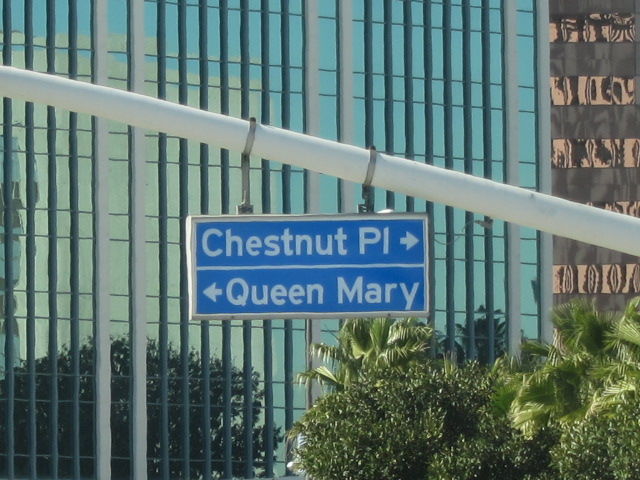 Chestnut Pl →
← Queen Mary